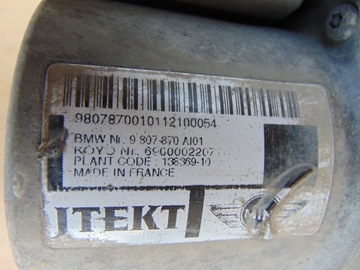 9807870010112100054
BMW Nr. 9 807 870 AI01
KOYO Nr. 6900002207
PLANT CODE : 138369-10
MADE IN FRANCE
JTEKT